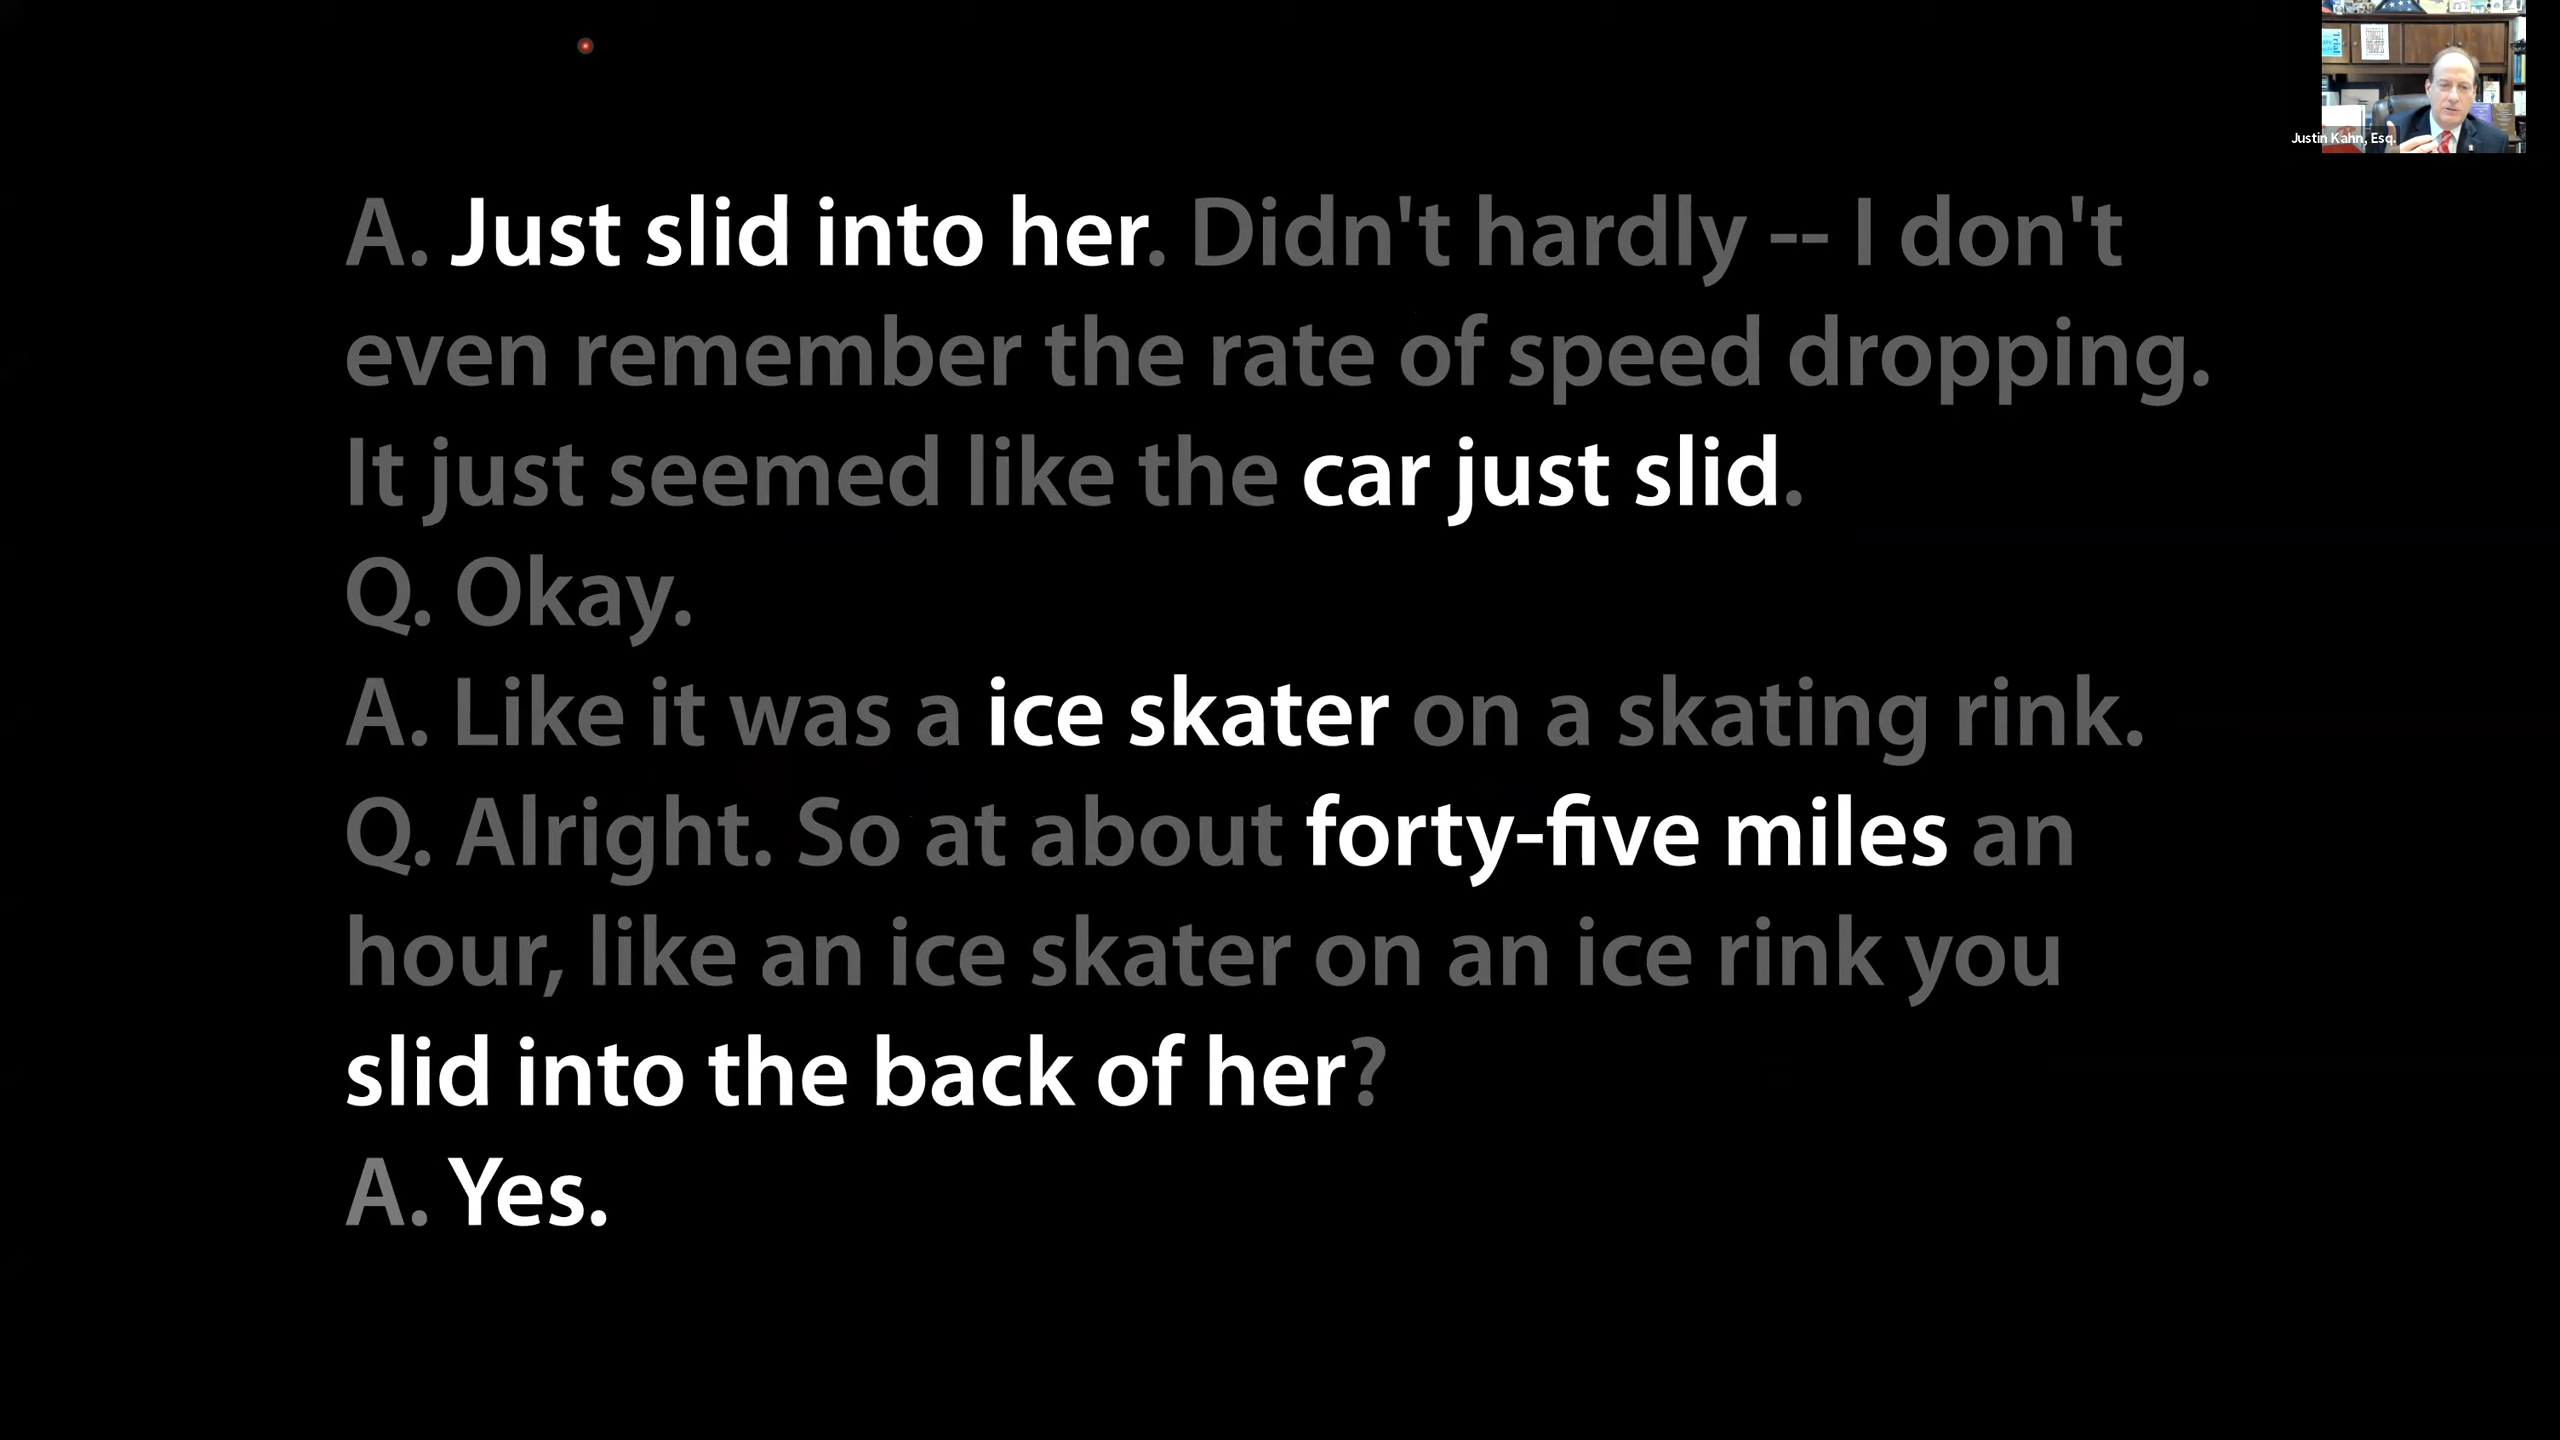 Trial
Justin Kahn, Esq.
A. Just slid into her. Didn't hardly -- I don't
even remember the rate of speed dropping.
It just seemed like the car just slid.
Q. Okay.
A. Like it was a ice skater on a skating rink.
Q. Alright. So at about forty-five miles an
hour, like an ice skater on an ice rink you
slid into the back of her?
A. Yes.